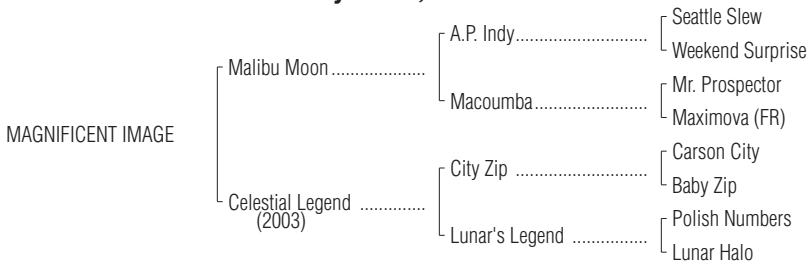 Seattle Slew
A.P. Indy
Weekend Surprise
Malibu Moon
Mr. Prospector
Macoumba
Maximova (FR)
MAGNIFICENT IMAGE
Carson City
City Zip
Baby Zip
Celestial Legend
(2003)
Polish Numbers
Lunar's Legend
Lunar Halo